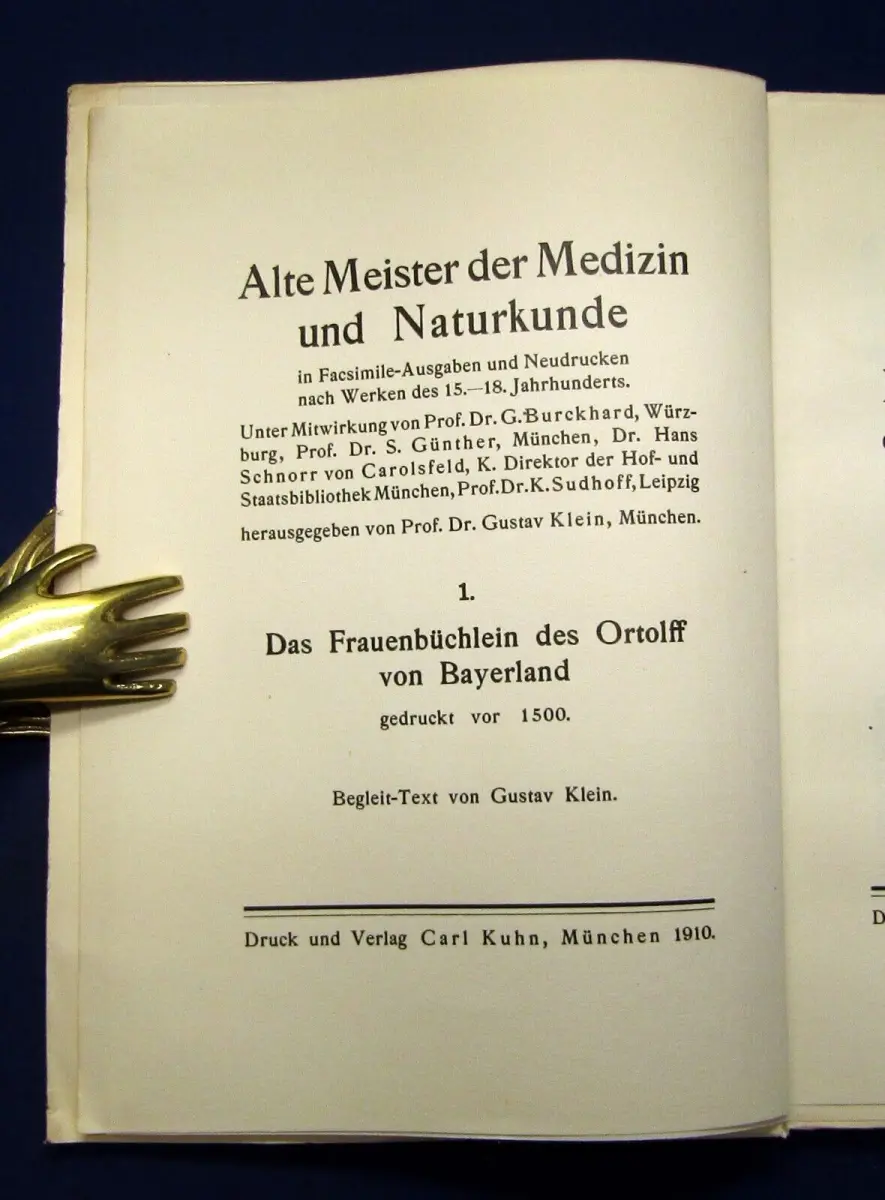 Alte Meister der Medizin
und Naturkunde
in Facsimile-Ausgaben und Neudrucken
nach Werken des 15.—18. Jahrhunderts.
Unter Mitwirkung von Prof. Dr. G. Burckhard, Würz-
burg, Prof. Dr. S. Günther, München, Dr. Hans
Schnorr von Carolsfeld, K. Direktor der Hof- und
Staatsbibliothek München, Prof. Dr. K. Sudhoff, Leipzig
herausgegeben von Prof. Dr. Gustav Klein, München.
1.
Das Frauenbüchlein des Ortolff
von Bayerland
gedruckt vor 1500.
Begleit-Text von Gustav Klein.
Druck und Verlag Carl Kuhn, München 1910.